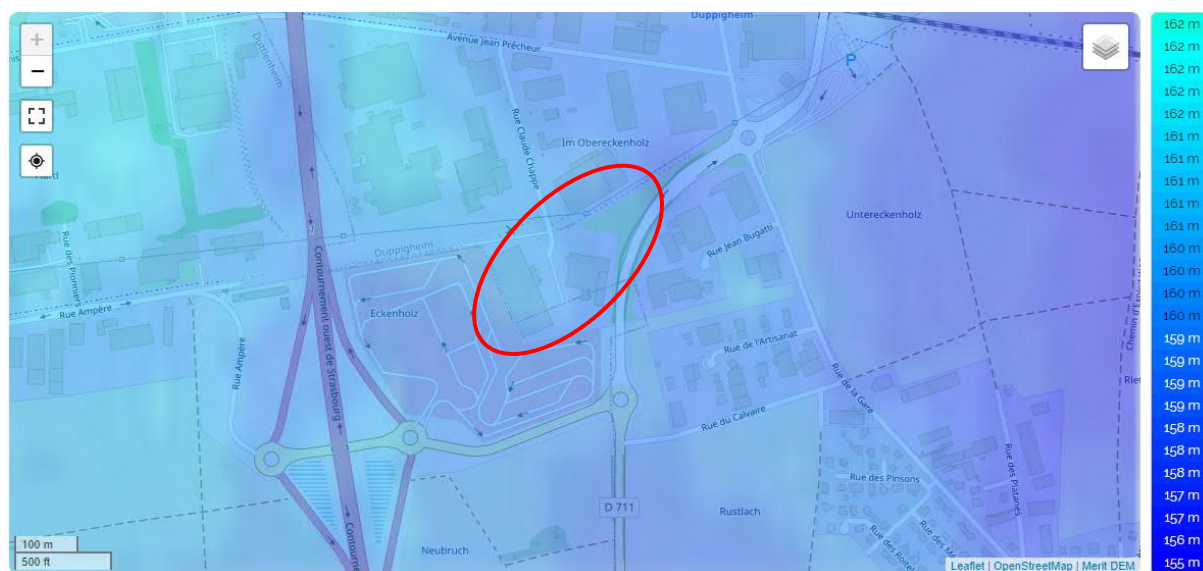 Duppigheim
162 m
162 m
162 m
162 m
162 m
161 m
161 m
161 m
161 m
161 m
160 m
160 m
160 m
160 m
159 m
159 m
159 m
159 m
158 m
158 m
158 m
157 m
157 m
156 m
155 m
+
−
Avenue Jean Prêcheur
Duttlenheim
P
Rue Claude Chappe
Im Obereckenholz
Untereckenholz
Rue des Pionniers
Duppigheim
Rue Jean Bugatti
Contournement ouest de Strasbourg
Rue Ampère
Eckenholz
Rue Ampère
Rue de l'Artisanat
Rue de la Gare
Rue du Calvaire
Rue des Pinsons
Rue des Platanes
D 711
Rustlach
Neubruch
100 m
500 ft
Leaflet | OpenStreetMap | Merit DEM